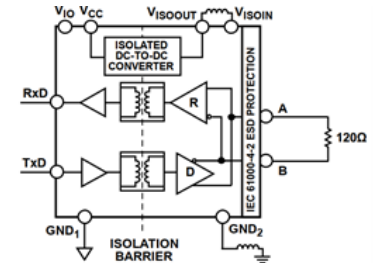 VIO VCC VISOOUT VISOIN
ISOLATED
DC-TO-DC
CONVERTER
RxD
R
A
IEC 61000-4-2 ESD PROTECTION
120Ω
TxD
D
B
GND1
GND2
ISOLATION
BARRIER